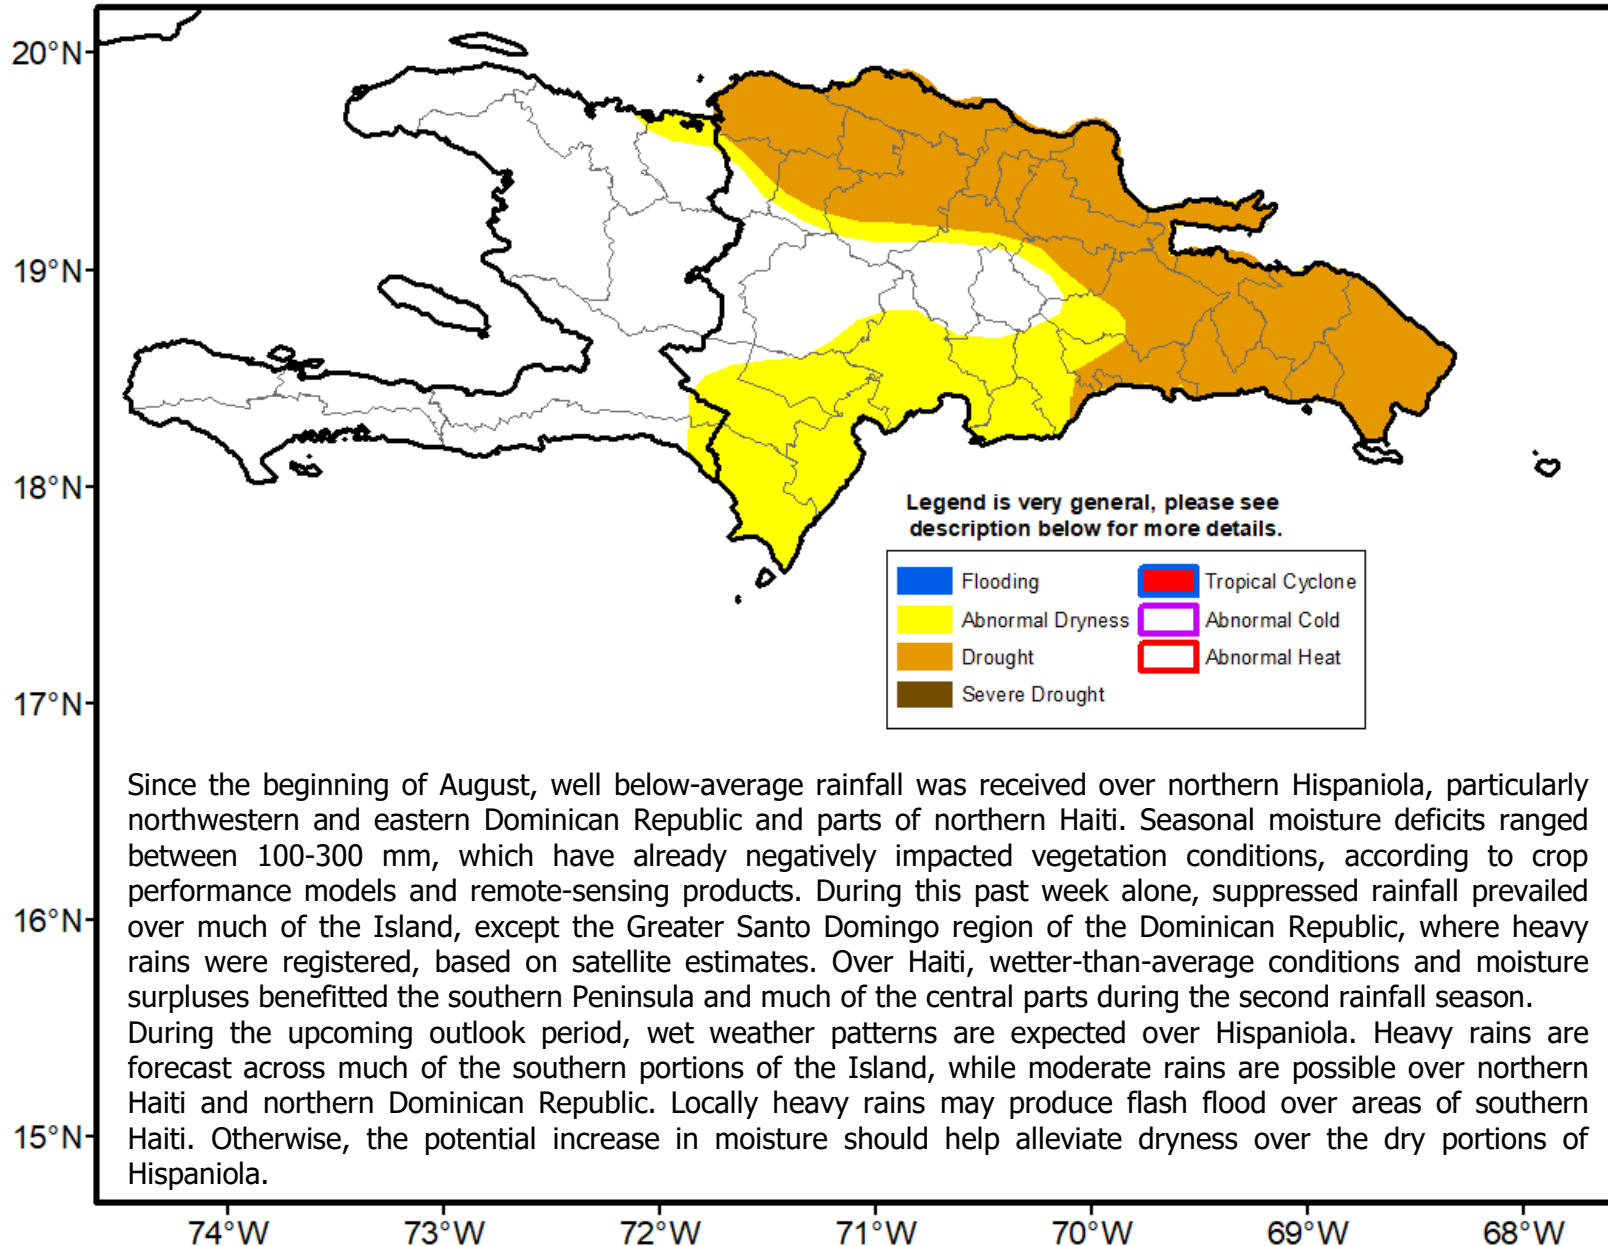 20°N
19°N
18°N
17°N
16°N
15°N
Legend is very general, please see
description below for more details.
Flooding
Tropical Cyclone
Abnormal Dryness
Abnormal Cold
Drought
Abnormal Heat
Severe Drought
Since the beginning of August, well below-average rainfall was received over northern Hispaniola, particularly
northwestern and eastern Dominican Republic and parts of northern Haiti. Seasonal moisture deficits ranged
between 100-300 mm, which have already negatively impacted vegetation conditions, according to crop
performance models and remote-sensing products. During this past week alone, suppressed rainfall prevailed
over much of the Island, except the Greater Santo Domingo region of the Dominican Republic, where heavy
rains were registered, based on satellite estimates. Over Haiti, wetter-than-average conditions and moisture
surpluses benefitted the southern Peninsula and much of the central parts during the second rainfall season.
During the upcoming outlook period, wet weather patterns are expected over Hispaniola. Heavy rains are
forecast across much of the southern portions of the Island, while moderate rains are possible over northern
Haiti and northern Dominican Republic. Locally heavy rains may produce flash flood over areas of southern
Haiti. Otherwise, the potential increase in moisture should help alleviate dryness over the dry portions of
Hispaniola.
74°W 73°W 72°W 71°W 70°W 69°W 68°W